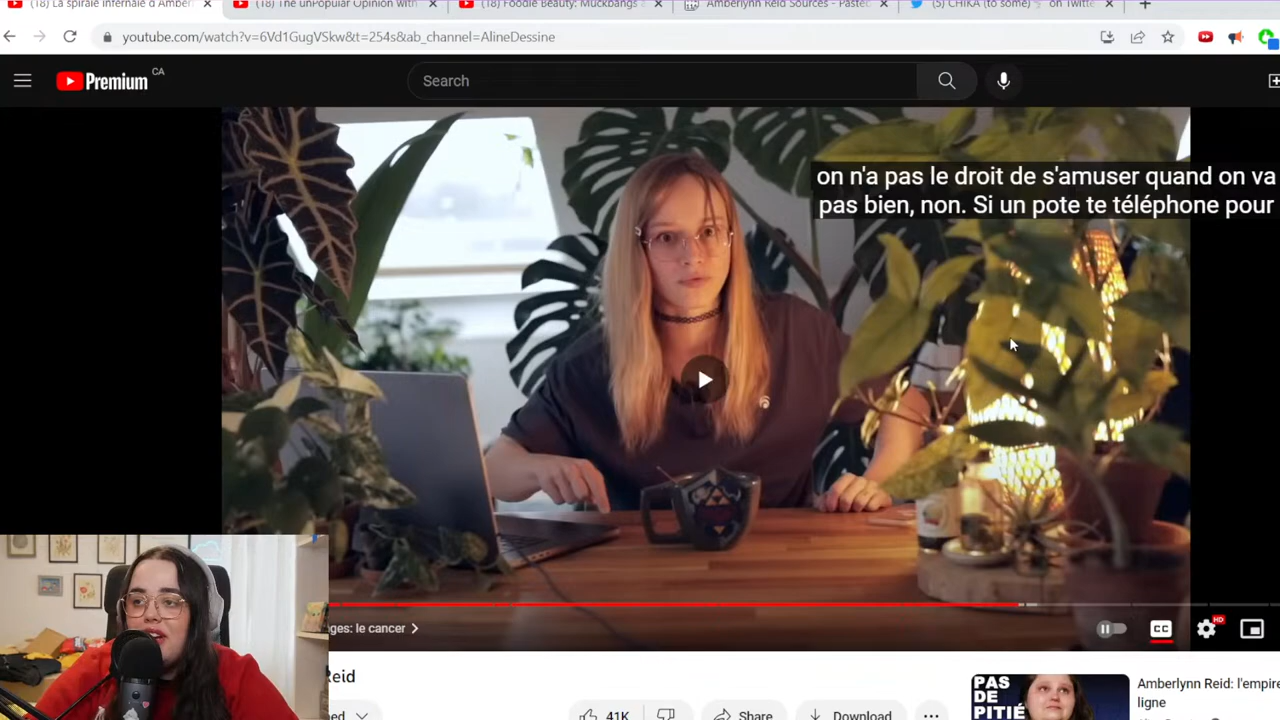 (18) La spirale infernale d'Amber
(18) The unPopular Opinion with
(18) Foodie Beauty: Muckbangs &
Amberlynn Reid Sources - Pasteb
(5) CHIKA (to some) on Twitte
youtube.com/watch?v=6Vd1GugVSkw&t=254s&ab_channel=AlineDessine
Premium CA
Search
on n'a pas le droit de s'amuser quand on va
pas bien, non. Si un pote te téléphone pour
ges: le cancer
CC
HD
Reid
41K
Share
Download
PAS
DE
PITIÉ
Amberlynn Reid: l'empire
ligne